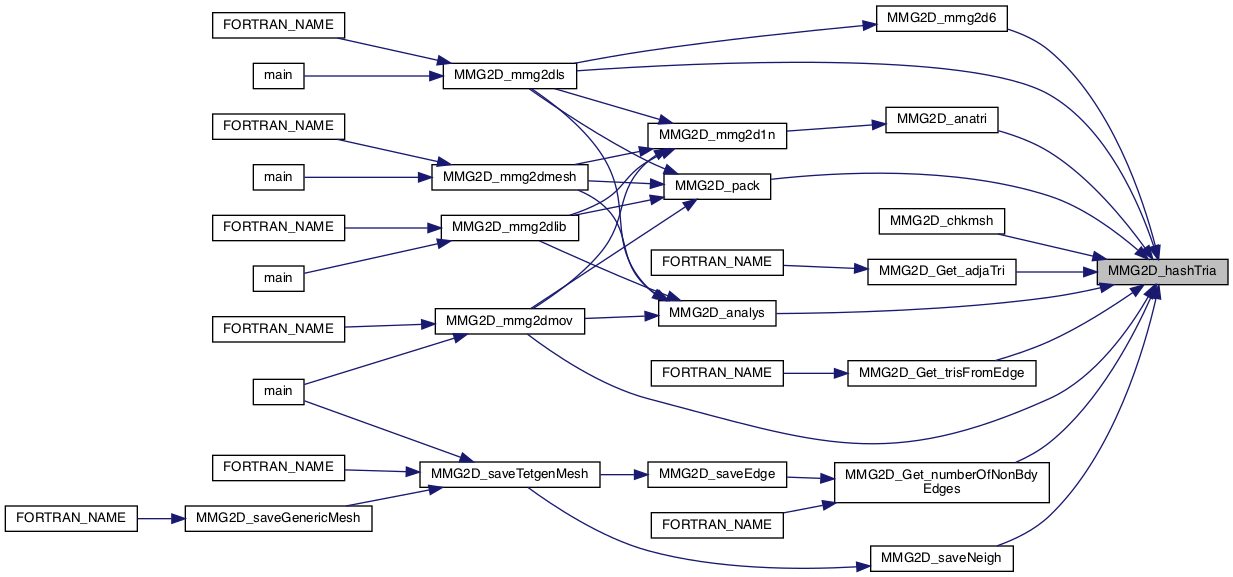 FORTRAN_NAME
MMG2D_mmg2d6
MMG2D_mmg2dls
main
MMG2D_anatri
FORTRAN_NAME
MMG2D_mmg2d1n
MMG2D_mmg2dmesh
main
MMG2D_pack
MMG2D_chkmsh
FORTRAN_NAME
MMG2D_mmg2dlib
FORTRAN_NAME
MMG2D_Get_adjaTri
MMG2D_hashTria
main
MMG2D_analys
FORTRAN_NAME
MMG2D_mmg2dmov
FORTRAN_NAME
MMG2D_Get_trisFromEdge
main
FORTRAN_NAME
MMG2D_saveTetgenMesh
MMG2D_saveEdge
MMG2D_Get_numberOfNonBdy
Edges
FORTRAN_NAME
MMG2D_saveGenericMesh
FORTRAN_NAME
MMG2D_saveNeigh